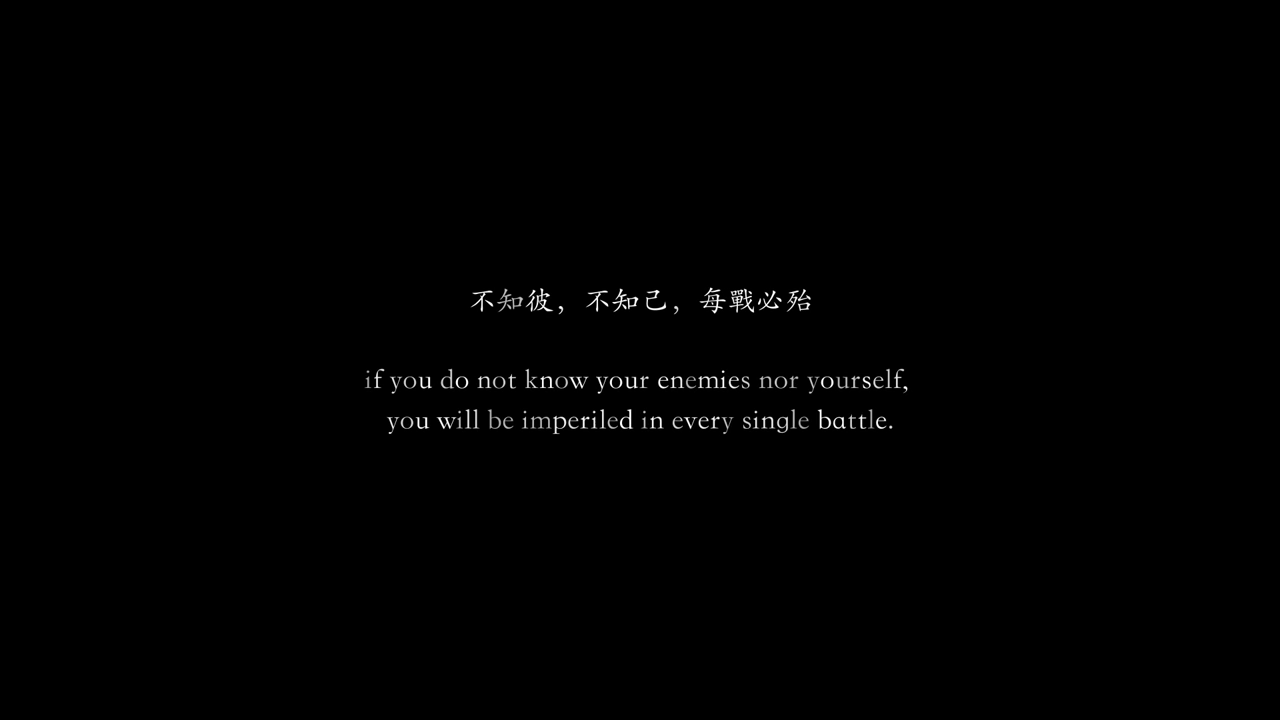 不知彼，不知己，每戰必殆
if you do not know your enemies nor yourself,
you will be imperiled in every single battle.